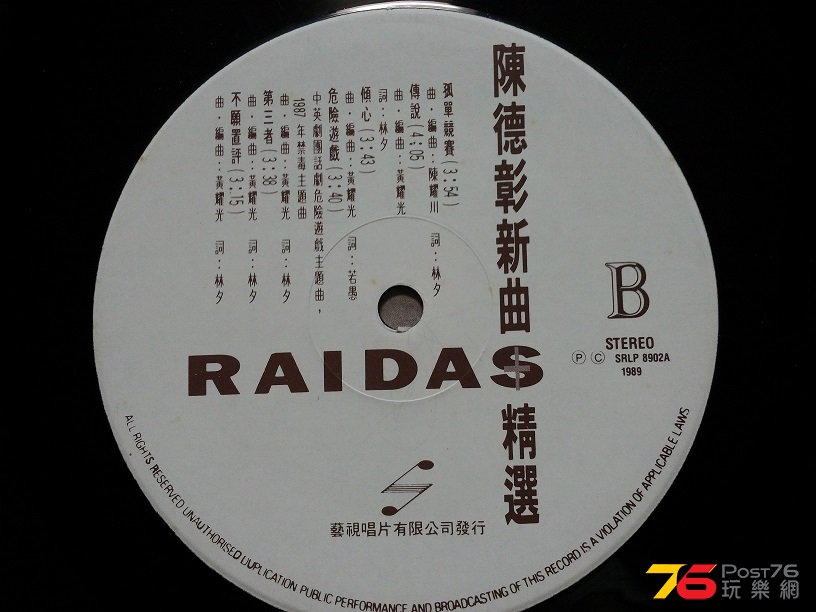 陳德彰新曲+精選
孤單競賽(3:54)
曲·編曲:陳耀川 詞:林夕
傳說(4:05)
曲·編曲:黃耀光
詞:林夕
傾心(3:43)
曲·編曲:黃耀光 詞:若愚
危險遊戲(3:40)
中英劇團話劇危險遊戲主題曲,
1987年禁毒主題曲
曲·編曲:黃耀光 詞:林夕
第三者(3:38)
曲·編曲:黃耀光 詞:林夕
不願置評(3:15)
曲·編曲:黃耀光 詞:林夕
B
STEREO
Ⓟ Ⓒ SRLP 8902A
1989
RAIDAS
藝視唱片有限公司發行
ALL RIGHTS RESERVED UNAUTHORISED DUPLICATION PUBLIC PERFORMANCE AND BROADCASTING OF THIS RECORD IS A VIOLATION OF APPLICABLE LAWS
76 Post76
玩樂網